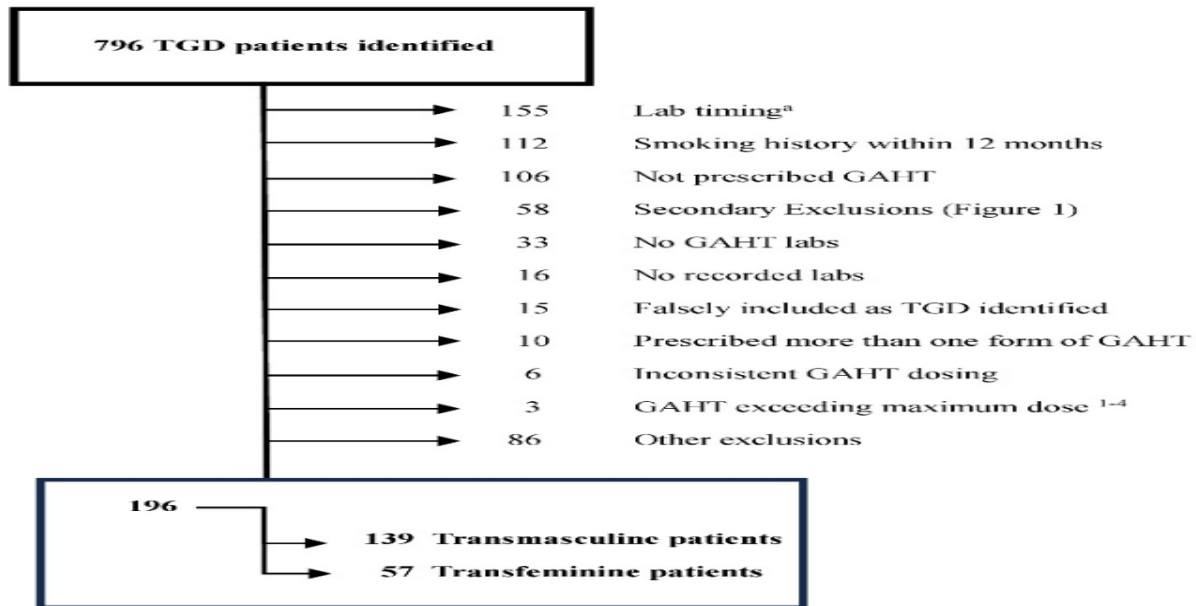 796 TGD patients identified
155 Lab timingᵃ
112 Smoking history within 12 months
106 Not prescribed GAHT
58 Secondary Exclusions (Figure 1)
33 No GAHT labs
16 No recorded labs
15 Falsely included as TGD identified
10 Prescribed more than one form of GAHT
6 Inconsistent GAHT dosing
3 GAHT exceeding maximum dose ¹⁻⁴
86 Other exclusions
196
139 Transmasculine patients
57 Transfeminine patients